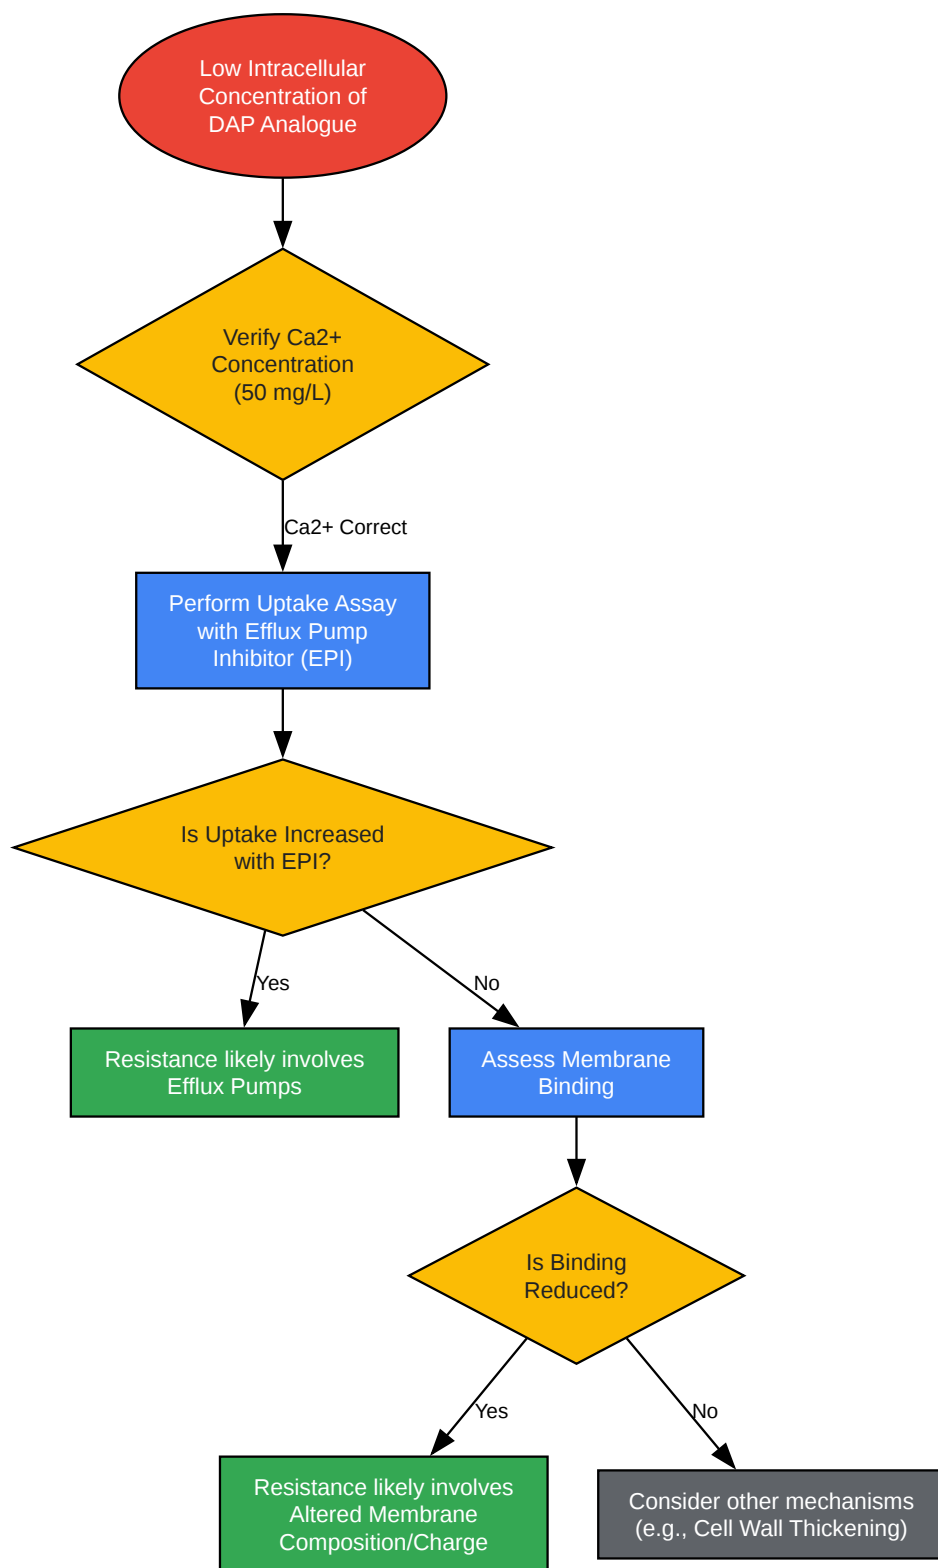 Low Intracellular
Concentration of
DAP Analogue
Verify Ca2+
Concentration
(50 mg/L)
Ca2+ Correct
Perform Uptake Assay
with Efflux Pump
Inhibitor (EPI)
Is Uptake Increased
with EPI?
Yes
No
Resistance likely involves
Efflux Pumps
Assess Membrane
Binding
Is Binding
Reduced?
Yes
No
Resistance likely involves
Altered Membrane
Composition/Charge
Consider other mechanisms
(e.g., Cell Wall Thickening)